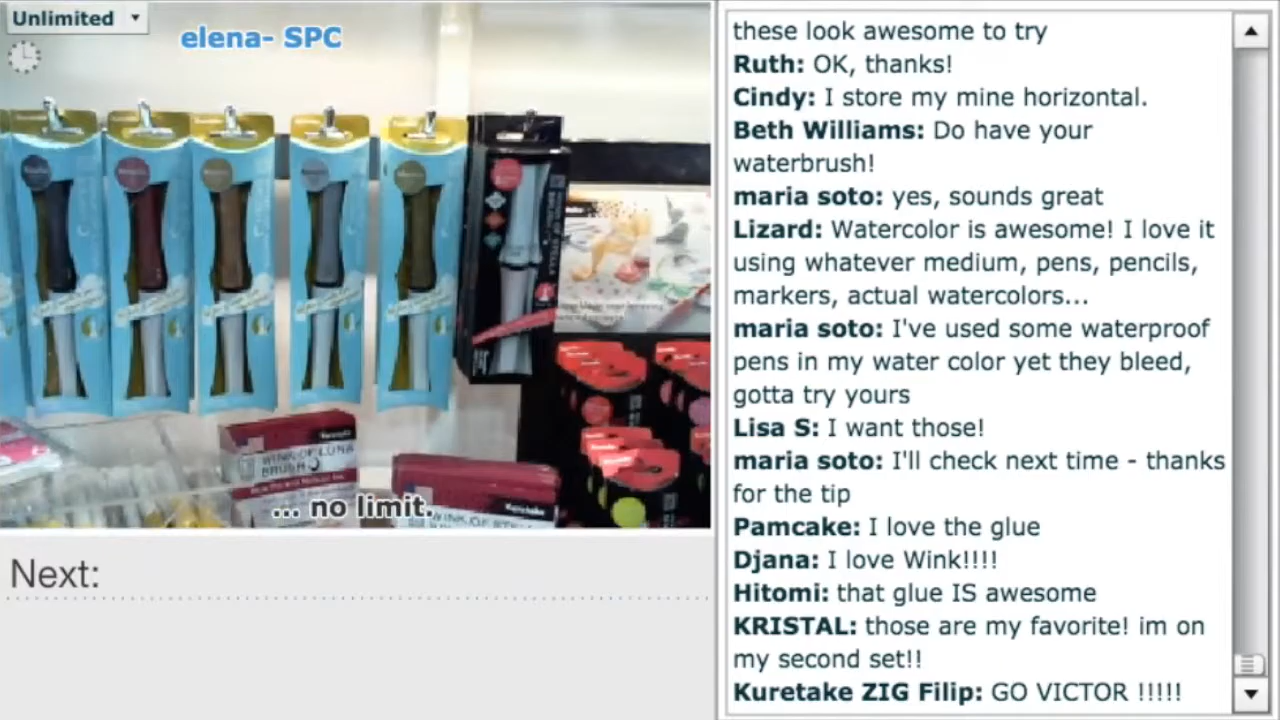 Unlimited
elena- SPC
WINK OF LUNA
BRUSH
Kuretake
... no limit.
Next:
these look awesome to try
Ruth: OK, thanks!
Cindy: I store my mine horizontal.
Beth Williams: Do have your
waterbrush!
maria soto: yes, sounds great
Lizard: Watercolor is awesome! I love it
using whatever medium, pens, pencils,
markers, actual watercolors...
maria soto: I've used some waterproof
pens in my water color yet they bleed,
gotta try yours
Lisa S: I want those!
maria soto: I'll check next time - thanks
for the tip
Pamcake: I love the glue
Djana: I love Wink!!!!
Hitomi: that glue IS awesome
KRISTAL: those are my favorite! im on
my second set!!
Kuretake ZIG Filip: GO VICTOR !!!!!